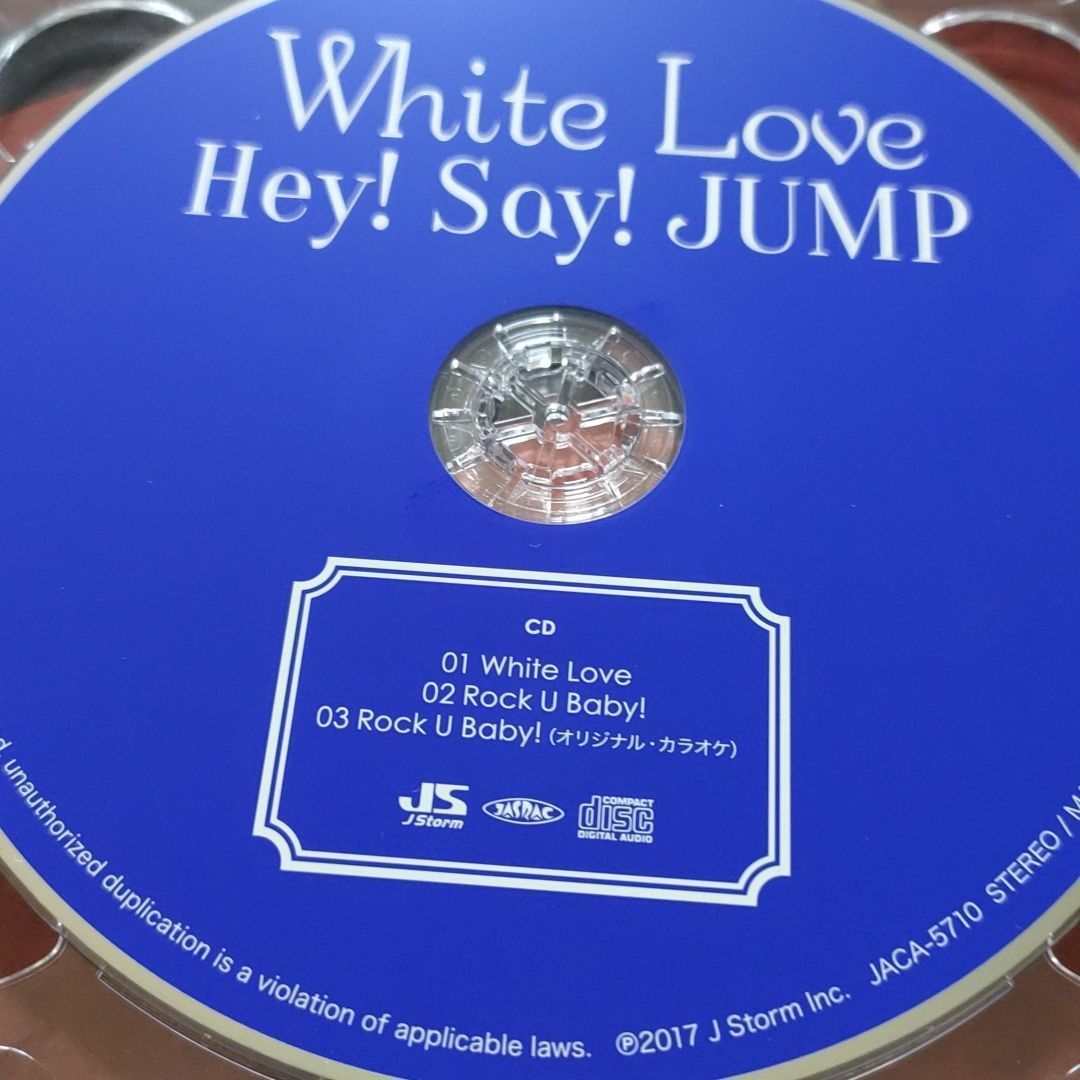 White Love
Hey! Say! JUMP
CD
01 White Love
02 Rock U Baby!
03 Rock U Baby! (オリジナル・カラオケ)
JS
J Storm
JASRAC
COMPACT
disc
DIGITAL AUDIO
unauthorized duplication is a violation of applicable laws. Ⓟ2017 J Storm Inc. JACA-5710 STEREO /